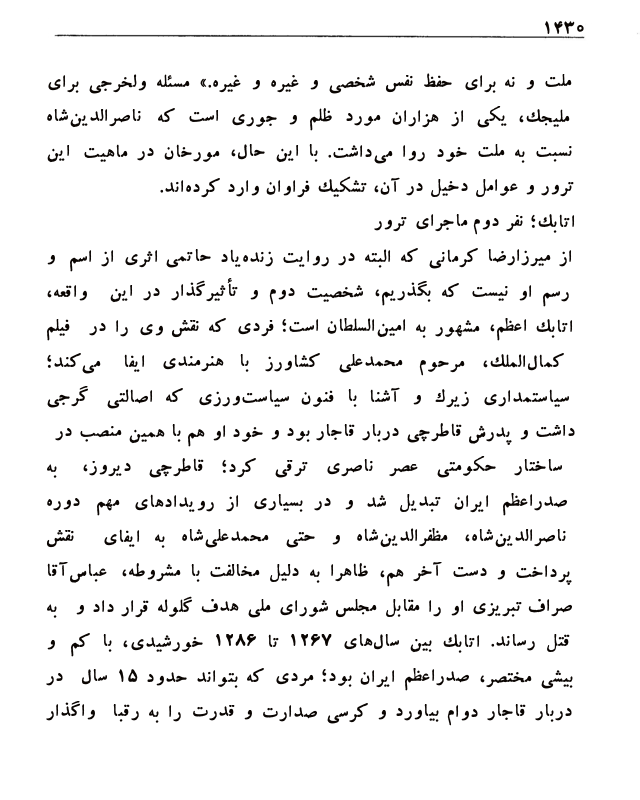 ۱۴۳۰
ملت و نه برای حفظ نفس شخصی و غیره و غیره.» مسئله ولخرجی برای
ملیجك، یکی از هزاران مورد ظلم و جوری است که ناصرالدین‌شاه
نسبت به ملت خود روا می‌داشت. با این حال، مورخان در ماهیت این
ترور و عوامل دخیل در آن، تشکیك فراوان وارد کرده‌اند.
اتابك؛ نفر دوم ماجرای ترور
از میرزارضا کرمانی که البته در روایت زنده‌یاد حاتمی اثری از اسم و
رسم او نیست که بگذریم، شخصیت دوم و تأثیرگذار در این واقعه،
اتابك اعظم، مشهور به امین‌السلطان است؛ فردی که نقش وی را در فیلم
کمال‌الملك، مرحوم محمدعلی کشاورز با هنرمندی ایفا می‌کند؛
سیاستمداری زیرك و آشنا با فنون سیاست‌ورزی که اصالتی گرجی
داشت و پدرش قاطرچی دربار قاجار بود و خود او هم با همین منصب در
ساختار حکومتی عصر ناصری ترقی کرد؛ قاطرچی دیروز، به
صدراعظم ایران تبدیل شد و در بسیاری از رویدادهای مهم دوره
ناصرالدین‌شاه، مظفرالدین‌شاه و حتی محمدعلی‌شاه به ایفای نقش
پرداخت و دست آخر هم، ظاهرا به دلیل مخالفت با مشروطه، عباس‌آقا
صراف تبریزی او را مقابل مجلس شورای ملی هدف گلوله قرار داد و به
قتل رساند. اتابك بین سال‌های ۱۲۶۷ تا ۱۲۸۶ خورشیدی، با کم و
بیشی مختصر، صدراعظم ایران بود؛ مردی که بتواند حدود ۱۵ سال در
دربار قاجار دوام بیاورد و کرسی صدارت و قدرت را به رقبا واگذار